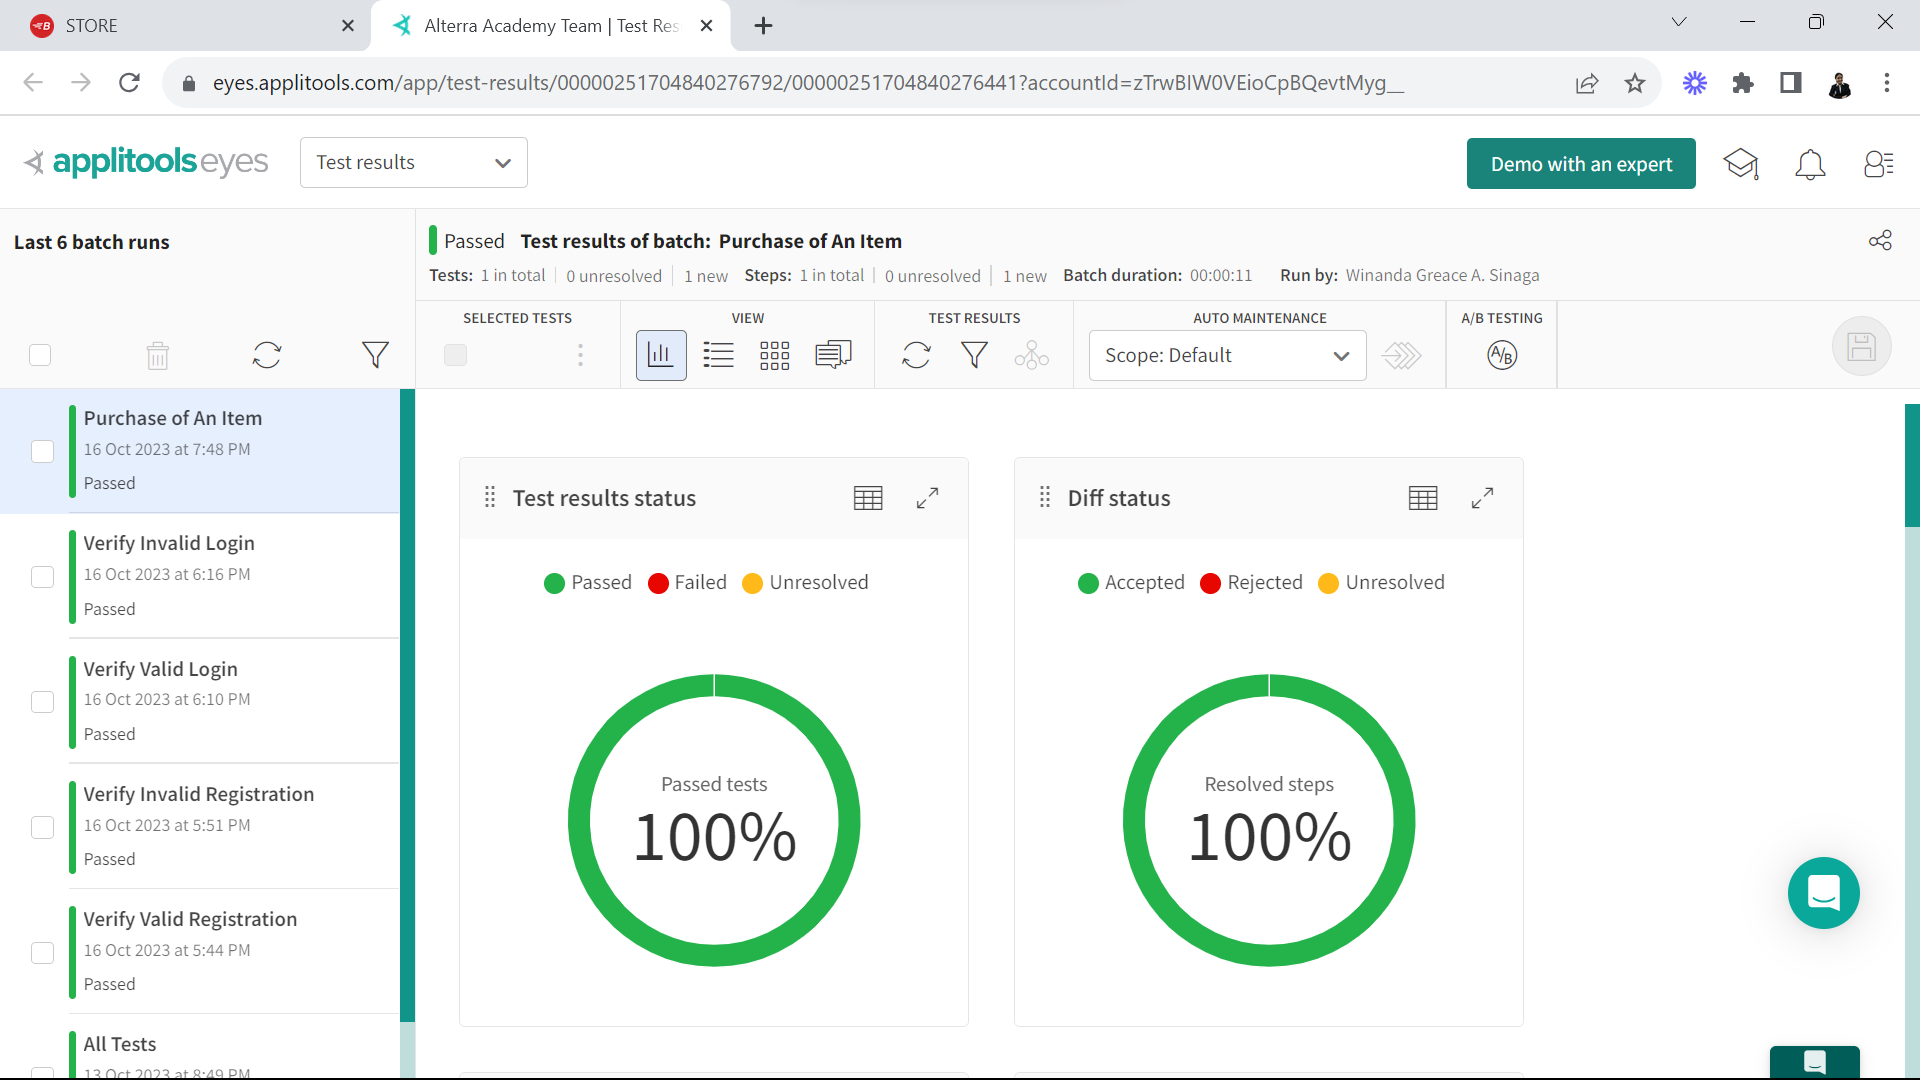 STORE
Alterra Academy Team | Test Res
eyes.applitools.com/app/test-results/00000251704840276792/00000251704840276441?accountId=zTrwBIW0VEioCpBQevtMyg__
applitools eyes
Test results
Demo with an expert
Last 6 batch runs
Passed Test results of batch: Purchase of An Item
Tests: 1 in total 0 unresolved 1 new Steps: 1 in total 0 unresolved 1 new Batch duration: 00:00:11 Run by: Winanda Greace A. Sinaga
SELECTED TESTS VIEW TEST RESULTS AUTO MAINTENANCE A/B TESTING
Scope: Default
A/B
Purchase of An Item
16 Oct 2023 at 7:48 PM
Passed
Verify Invalid Login
16 Oct 2023 at 6:16 PM
Passed
Verify Valid Login
16 Oct 2023 at 6:10 PM
Passed
Verify Invalid Registration
16 Oct 2023 at 5:51 PM
Passed
Verify Valid Registration
16 Oct 2023 at 5:44 PM
Passed
All Tests
13 Oct 2023 at 8:49 PM
Test results status
Passed Failed Unresolved
Passed tests
100%
Diff status
Accepted Rejected Unresolved
Resolved steps
100%